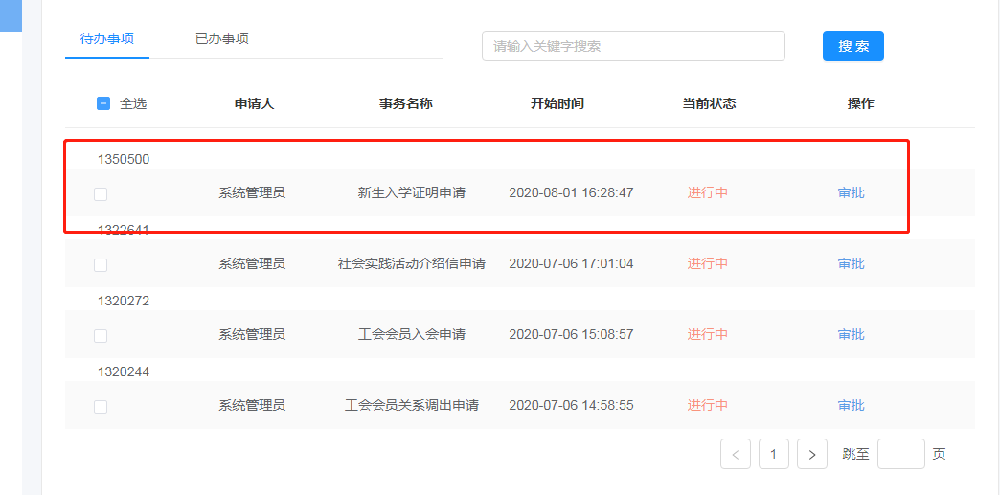 待办事项 已办事项 请输入关键字搜索 搜 索
全选 申请人 事务名称 开始时间 当前状态 操作
1350500
系统管理员 新生入学证明申请 2020-08-01 16:28:47 进行中 审批
1322641
系统管理员 社会实践活动介绍信申请 2020-07-06 17:01:04 进行中 审批
1320272
系统管理员 工会会员入会申请 2020-07-06 15:08:57 进行中 审批
1320244
系统管理员 工会会员关系调出申请 2020-07-06 14:58:55 进行中 审批
< 1 > 跳至 页